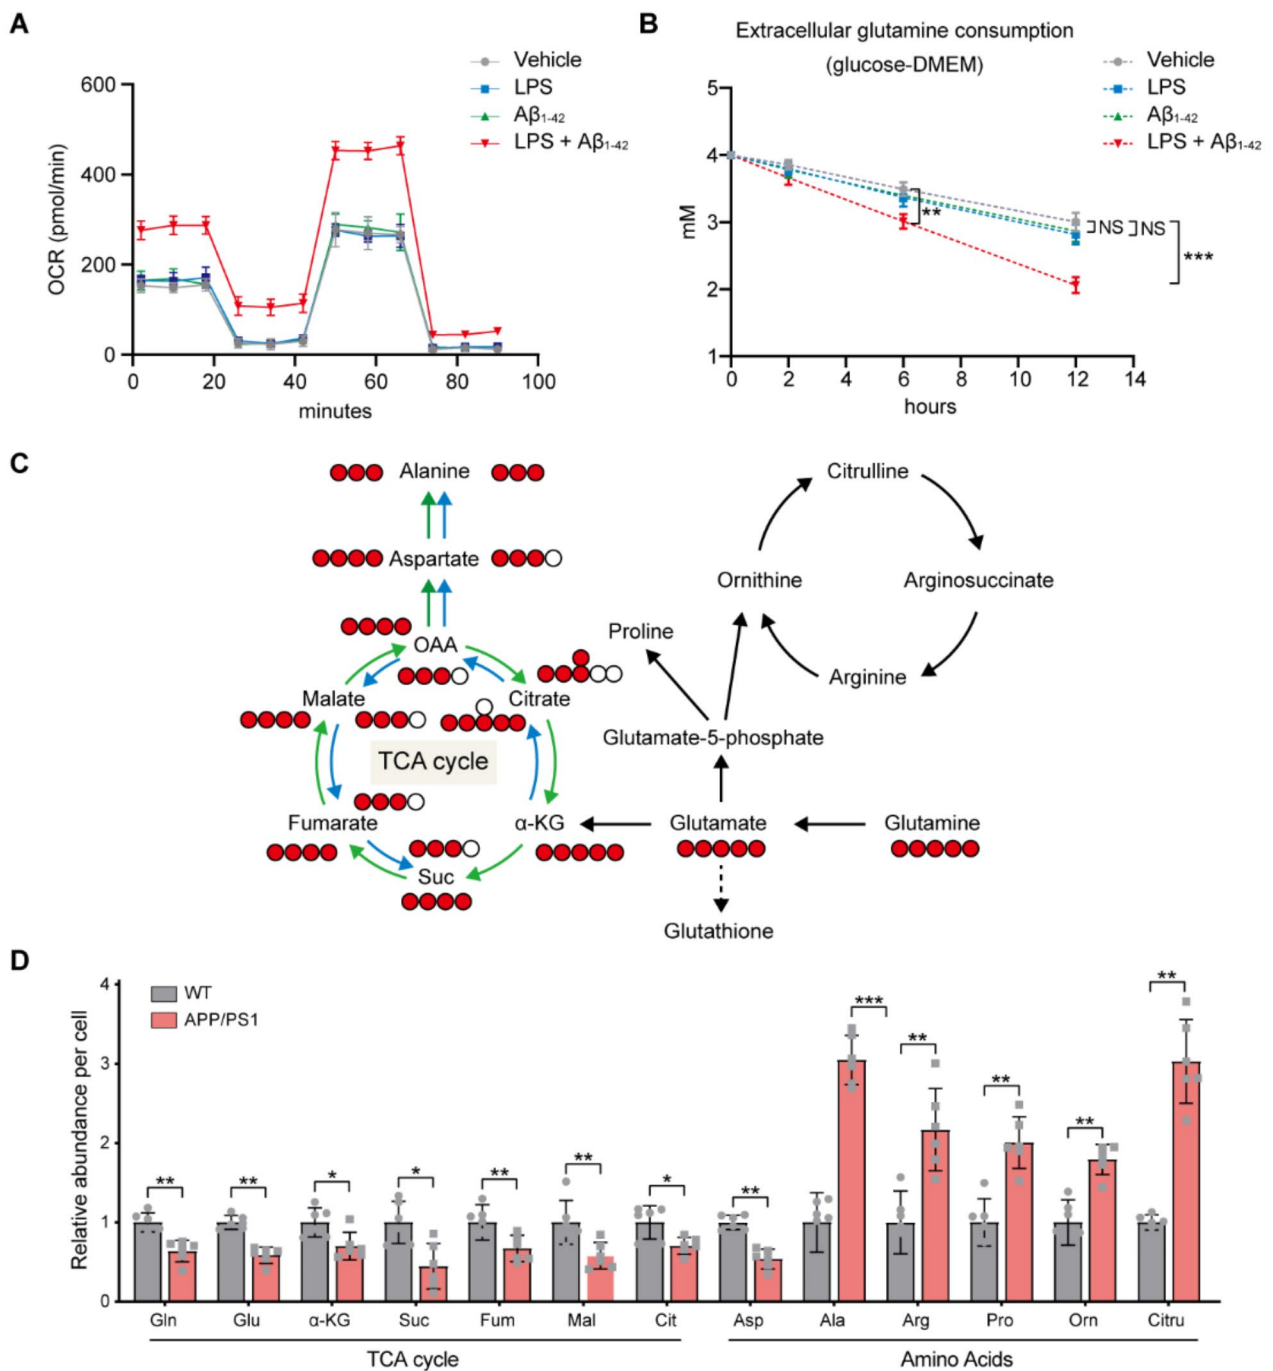 A
Vehicle
LPS
Aβ1-42
LPS + Aβ1-42
600
400
200
0
OCR (pmol/min)
0 20 40 60 80 100
minutes
B
Extracellular glutamine consumption
(glucose-DMEM)
Vehicle
LPS
Aβ1-42
LPS + Aβ1-42
5
4
3
2
1
mM
**
NS NS
***
0 2 4 6 8 10 12 14
hours
C
Alanine
Aspartate
OAA
Malate
Citrate
TCA cycle
Fumarate
α-KG
Suc
Citrulline
Ornithine
Arginosuccinate
Proline
Arginine
Glutamate-5-phosphate
Glutamate
Glutamine
Glutathione
D
WT
APP/PS1
4
3
2
1
0
Relative abundance per cell
** ** * * ** ** * ** *** ** ** ** **
Gln Glu α-KG Suc Fum Mal Cit Asp Ala Arg Pro Orn Citru
TCA cycle Amino Acids